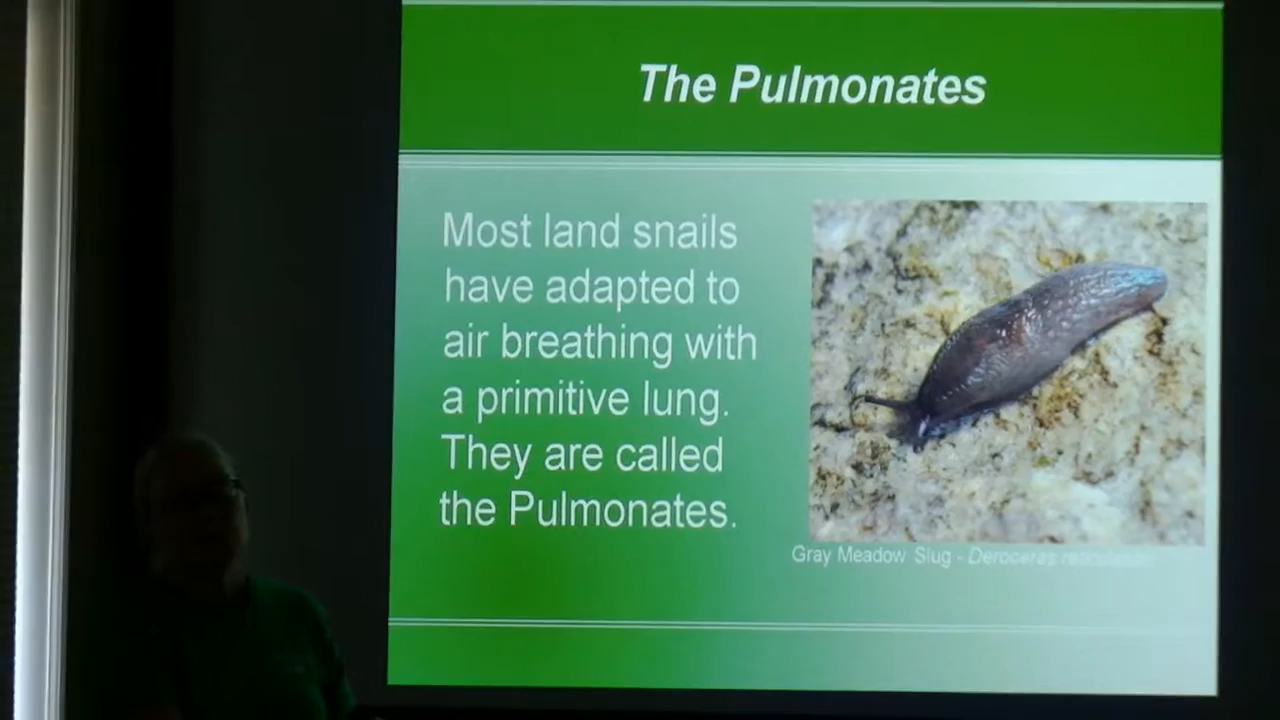 The Pulmonates
Most land snails
have adapted to
air breathing with
a primitive lung.
They are called
the Pulmonates.
Gray Meadow Slug - Deroceras